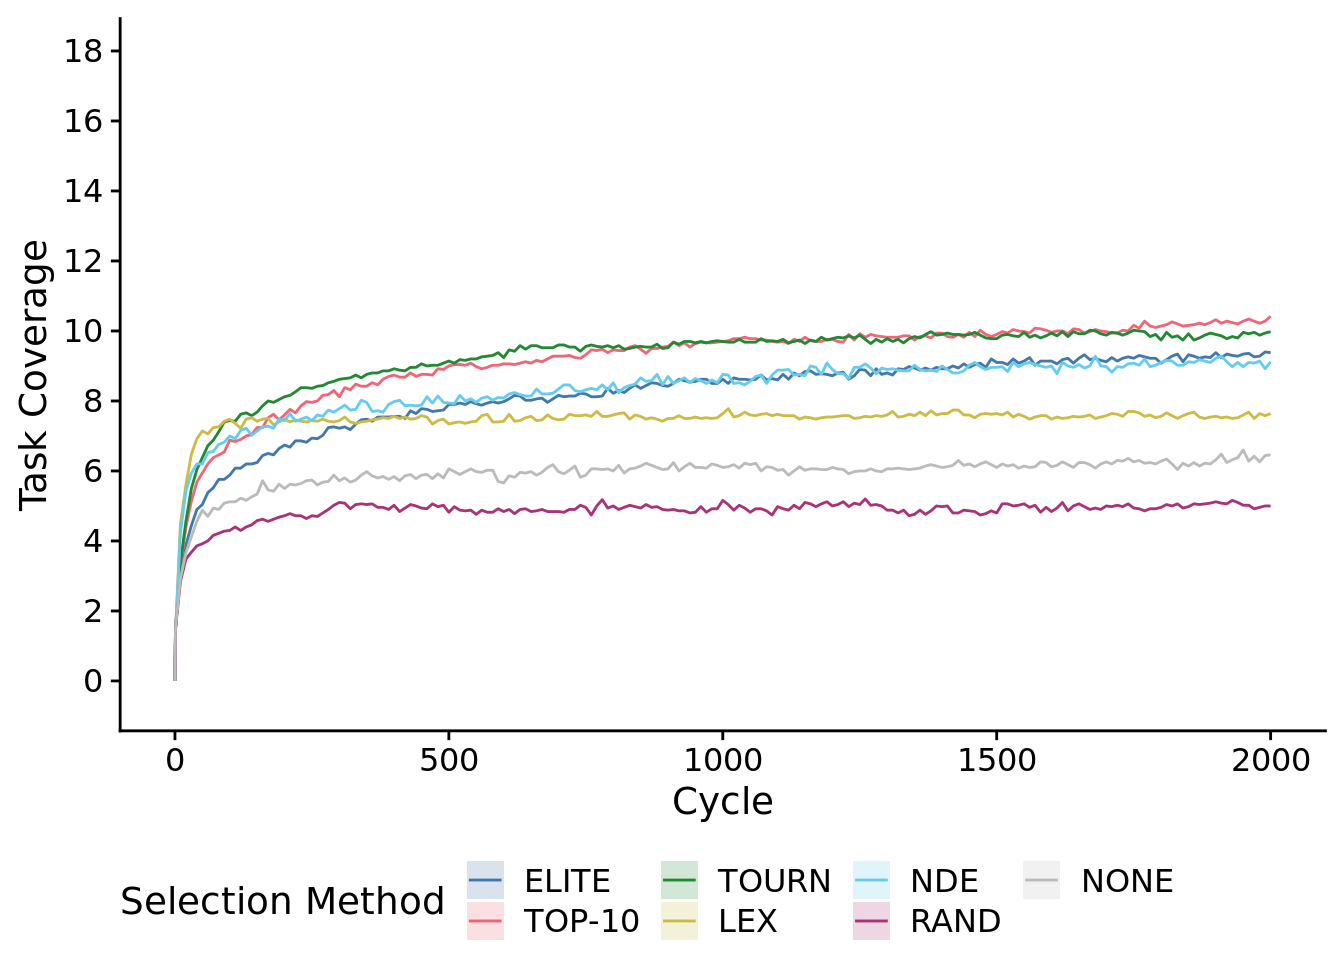 18
16
14
12
10
8
6
4
2
0
Task Coverage
0 500 1000 1500 2000
Cycle
Selection Method
ELITE TOURN NDE NONE
TOP-10 LEX RAND